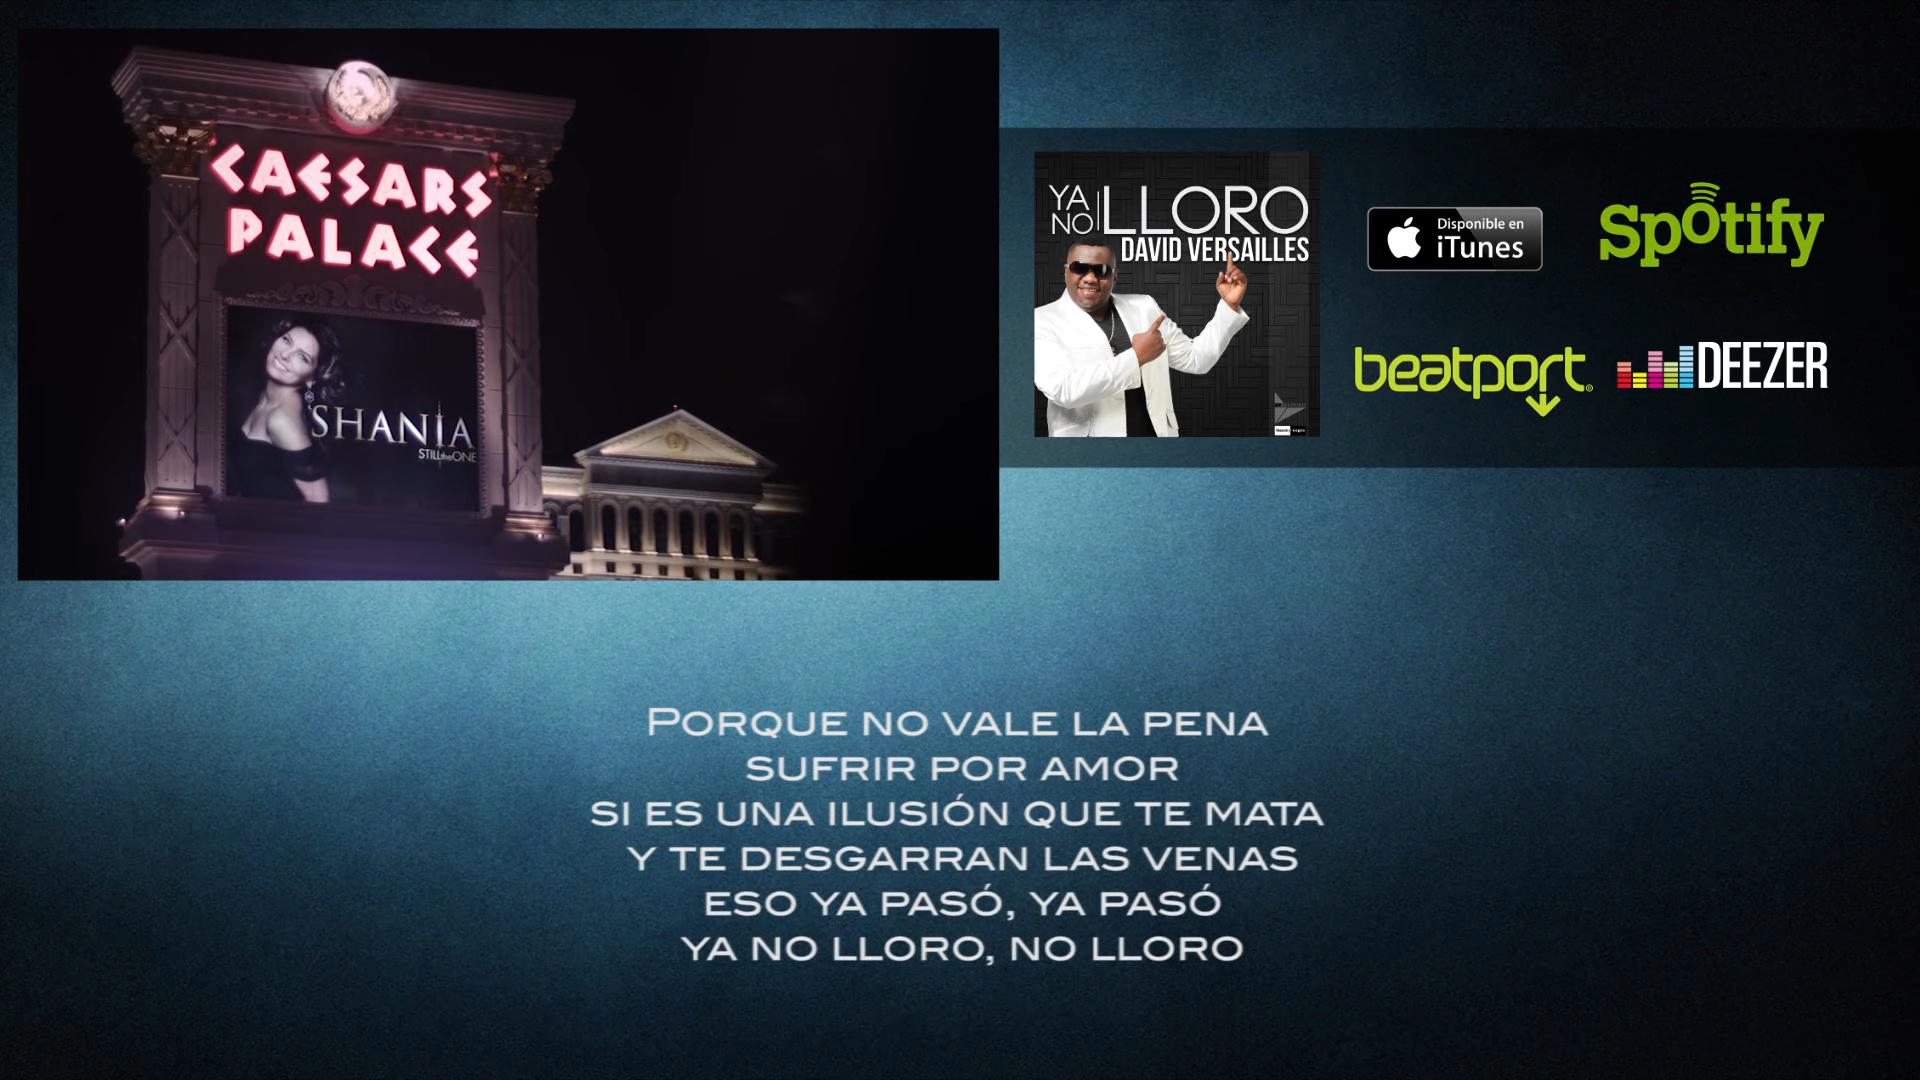 CAESARS
PALACE
SHANIA
STILL the ONE
YA
NO
LLORO
DAVID VERSAILLES
Disponible en
iTunes
Spotify
beatport
DEEZER
PORQUE NO VALE LA PENA
SUFRIR POR AMOR
SI ES UNA ILUSIÓN QUE TE MATA
Y TE DESGARRAN LAS VENAS
ESO YA PASÓ, YA PASÓ
YA NO LLORO, NO LLORO